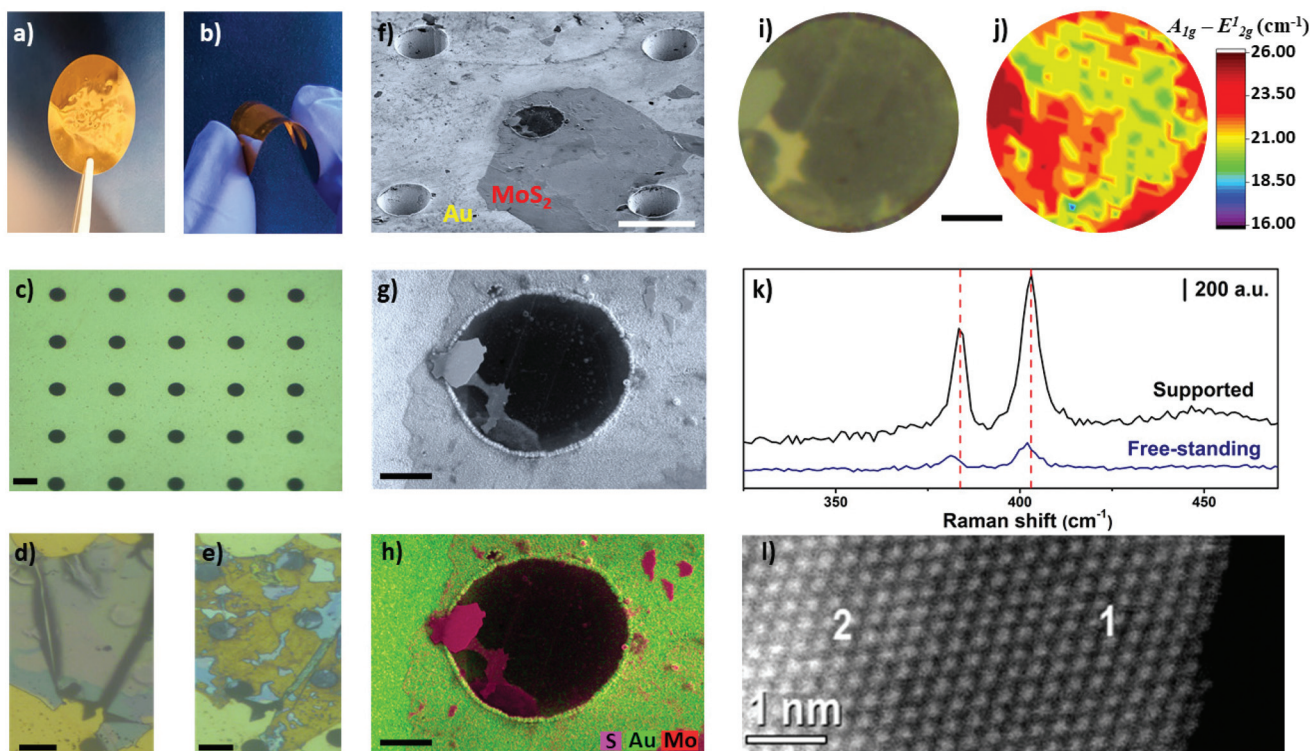 a)
b)
f)
Au
MoS2
i)
j)
A1g – E12g (cm-1)
26.00
23.50
21.00
18.50
16.00
c)
g)
k)
| 200 a.u.
Supported
Free-standing
350
400
450
Raman shift (cm-1)
d)
e)
h)
S Au Mo
l)
2
1
1 nm